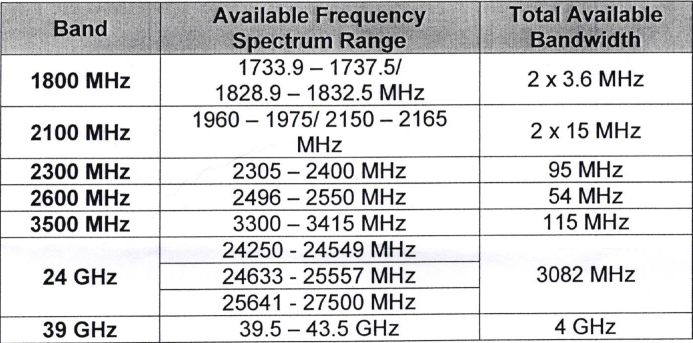 Band Available Frequency Spectrum Range Total Available Bandwidth
1800 MHz 1733.9 – 1737.5/ 1828.9 – 1832.5 MHz 2 x 3.6 MHz
2100 MHz 1960 – 1975/ 2150 – 2165 MHz 2 x 15 MHz
2300 MHz 2305 – 2400 MHz 95 MHz
2600 MHz 2496 – 2550 MHz 54 MHz
3500 MHz 3300 – 3415 MHz 115 MHz
24 GHz 24250 - 24549 MHz 3082 MHz
24633 - 25557 MHz
25641 - 27500 MHz
39 GHz 39.5 – 43.5 GHz 4 GHz